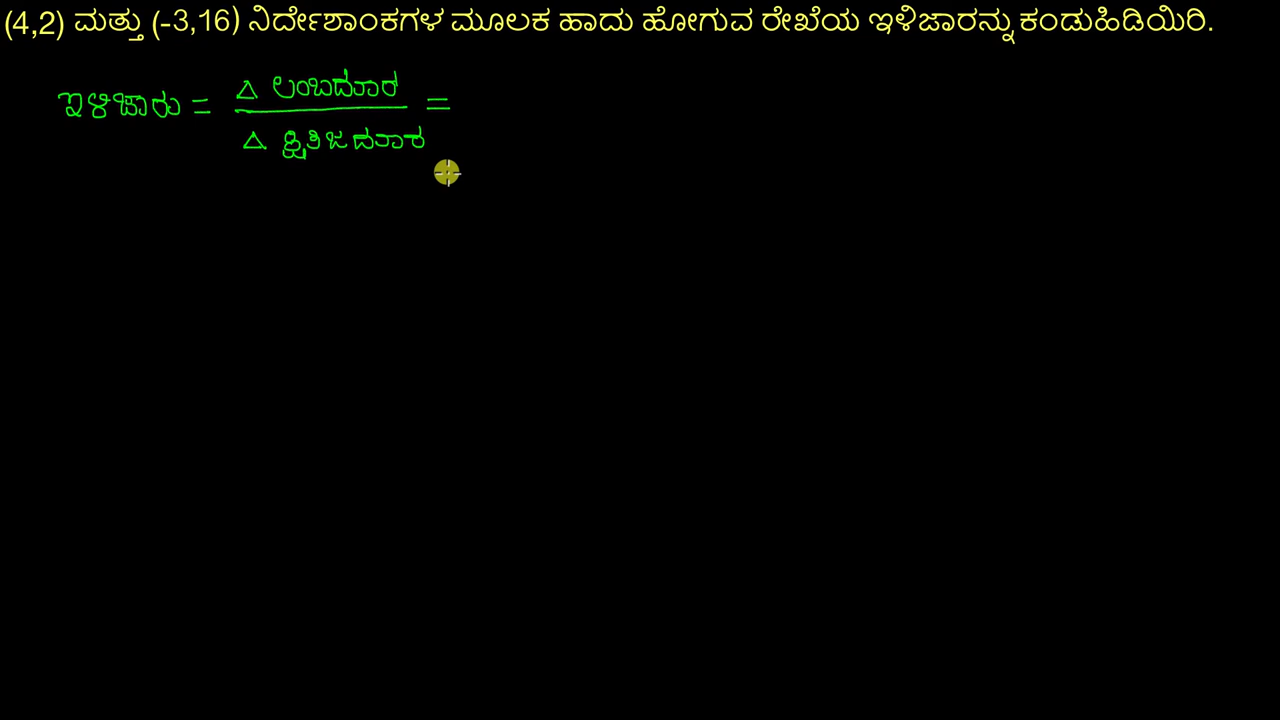 (4,2) ಮತ್ತು (-3,16) ನಿರ್ದೇಶಾಂಕಗಳ ಮೂಲಕ ಹಾದು ಹೋಗುವ ರೇಖೆಯ ಇಳಿಜಾರನ್ನು ಕಂಡುಹಿಡಿಯಿರಿ.
ಇಳಿಜಾರು = Δ ಲಂಬದೂರ =
Δ ಕ್ಷಿತಿಜದೂರ